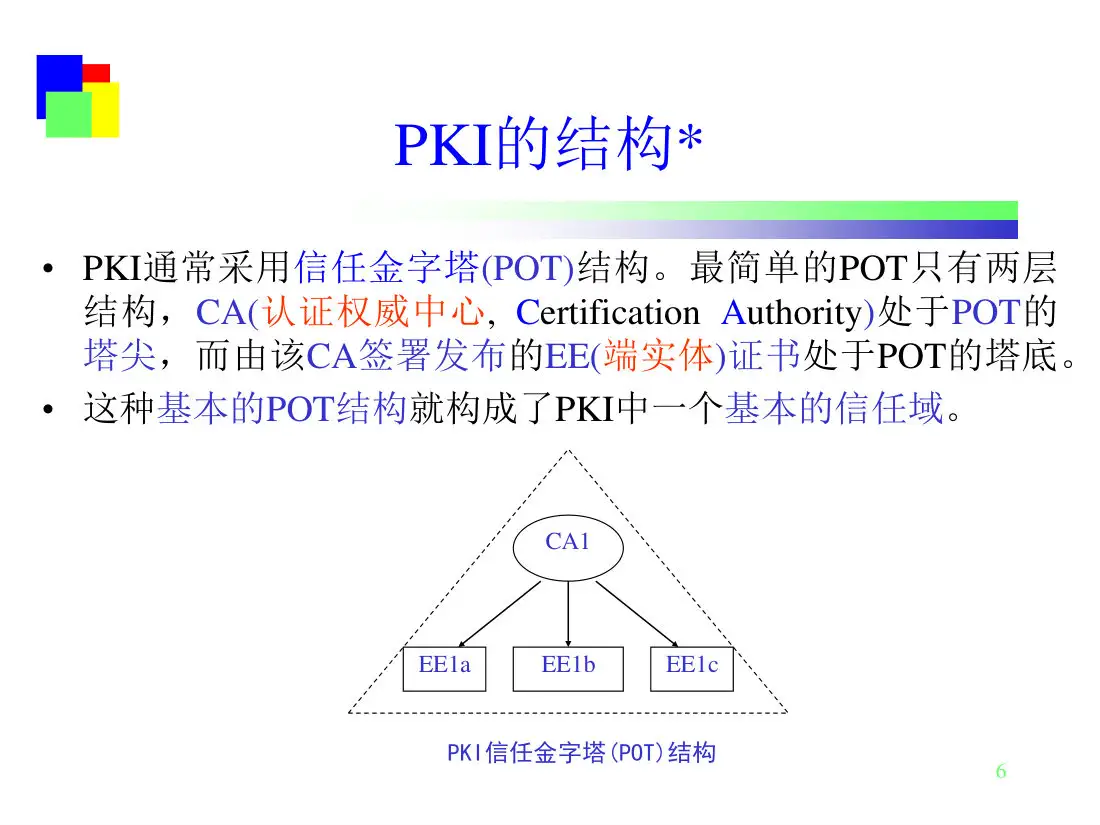 PKI的结构*
• PKI通常采用信任金字塔(POT)结构。最简单的POT只有两层
结构，CA(认证权威中心, Certification Authority)处于POT的
塔尖，而由该CA签署发布的EE(端实体)证书处于POT的塔底。
• 这种基本的POT结构就构成了PKI中一个基本的信任域。
CA1
EE1a EE1b EE1c
PKI信任金字塔(POT)结构
6